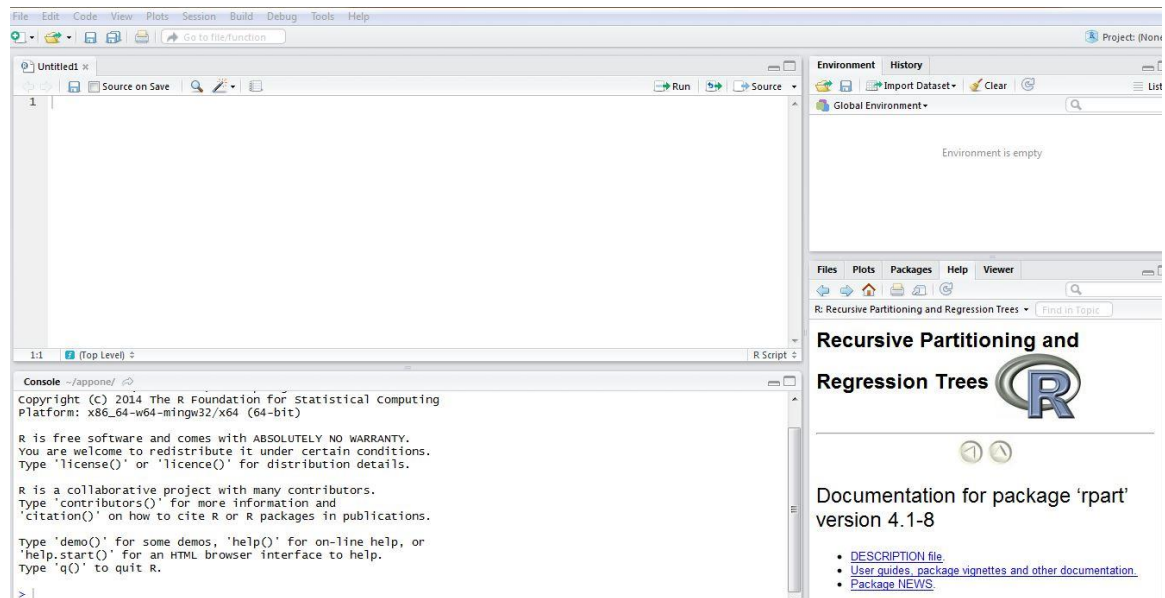 File Edit Code View Plots Session Build Debug Tools Help
Go to file/function
Project: (None
Untitled1
Source on Save
Run Source
1
1:1 (Top Level) R Script
Console ~/appone/
Copyright (C) 2014 The R Foundation for Statistical Computing
Platform: x86_64-w64-mingw32/x64 (64-bit)
R is free software and comes with ABSOLUTELY NO WARRANTY.
You are welcome to redistribute it under certain conditions.
Type 'license()' or 'licence()' for distribution details.
R is a collaborative project with many contributors.
Type 'contributors()' for more information and
'citation()' on how to cite R or R packages in publications.
Type 'demo()' for some demos, 'help()' for on-line help, or
'help.start()' for an HTML browser interface to help.
Type 'q()' to quit R.
>
Environment History
Import Dataset Clear List
Global Environment
Environment is empty
Files Plots Packages Help Viewer
R: Recursive Partitioning and Regression Trees Find in Topic
Recursive Partitioning and
Regression Trees R
Documentation for package 'rpart'
version 4.1-8
DESCRIPTION file.
User guides, package vignettes and other documentation.
Package NEWS.